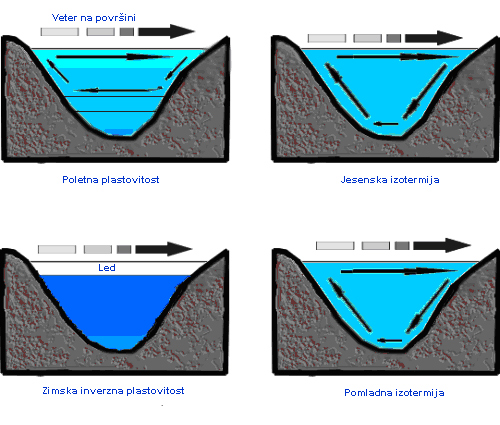 Veter na površini
Poletna plastovitost
Jesenska izotermija
Led
Zimska inverzna plastovitost
Pomladna izotermija